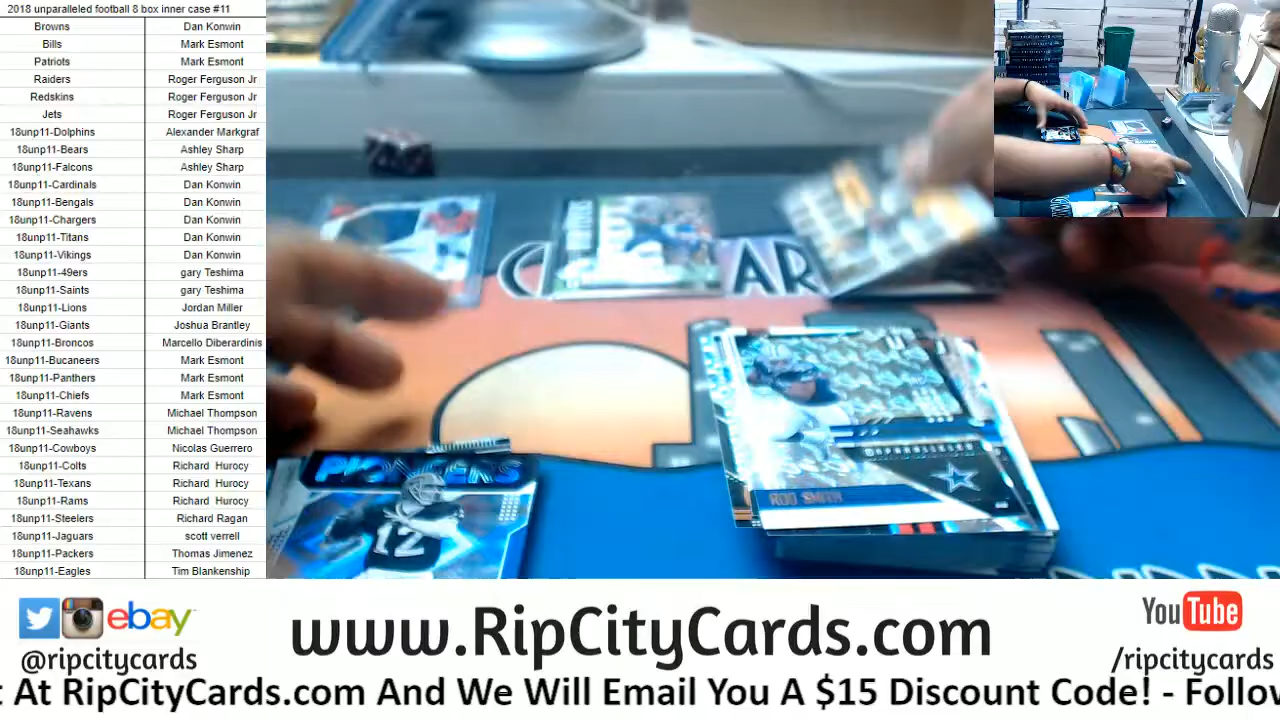 2018 unparalleled football 8 box inner case #11
Browns Dan Konwin
Bills Mark Esmont
Patriots Mark Esmont
Raiders Roger Ferguson Jr
Redskins Roger Ferguson Jr
Jets Roger Ferguson Jr
18unp11-Dolphins Alexander Markgraf
18unp11-Bears Ashley Sharp
18unp11-Falcons Ashley Sharp
18unp11-Cardinals Dan Konwin
18unp11-Bengals Dan Konwin
18unp11-Chargers Dan Konwin
18unp11-Titans Dan Konwin
18unp11-Vikings Dan Konwin
18unp11-49ers gary Teshima
18unp11-Saints gary Teshima
18unp11-Lions Jordan Miller
18unp11-Giants Joshua Brantley
18unp11-Broncos Marcello Diberardinis
18unp11-Bucaneers Mark Esmont
18unp11-Panthers Mark Esmont
18unp11-Chiefs Mark Esmont
18unp11-Ravens Michael Thompson
18unp11-Seahawks Michael Thompson
18unp11-Cowboys Nicolas Guerrero
18unp11-Colts Richard Hurocy
18unp11-Texans Richard Hurocy
18unp11-Rams Richard Hurocy
18unp11-Steelers Richard Ragan
18unp11-Jaguars scott verrell
18unp11-Packers Thomas Jimenez
18unp11-Eagles Tim Blankenship
C AR
PIONEERS
12
UNPARALLELED
ROD SMITH
ebay
@ripcitycards
www.RipCityCards.com
YouTube
/ripcitycards
t At RipCityCards.com And We Will Email You A $15 Discount Code! - Follow